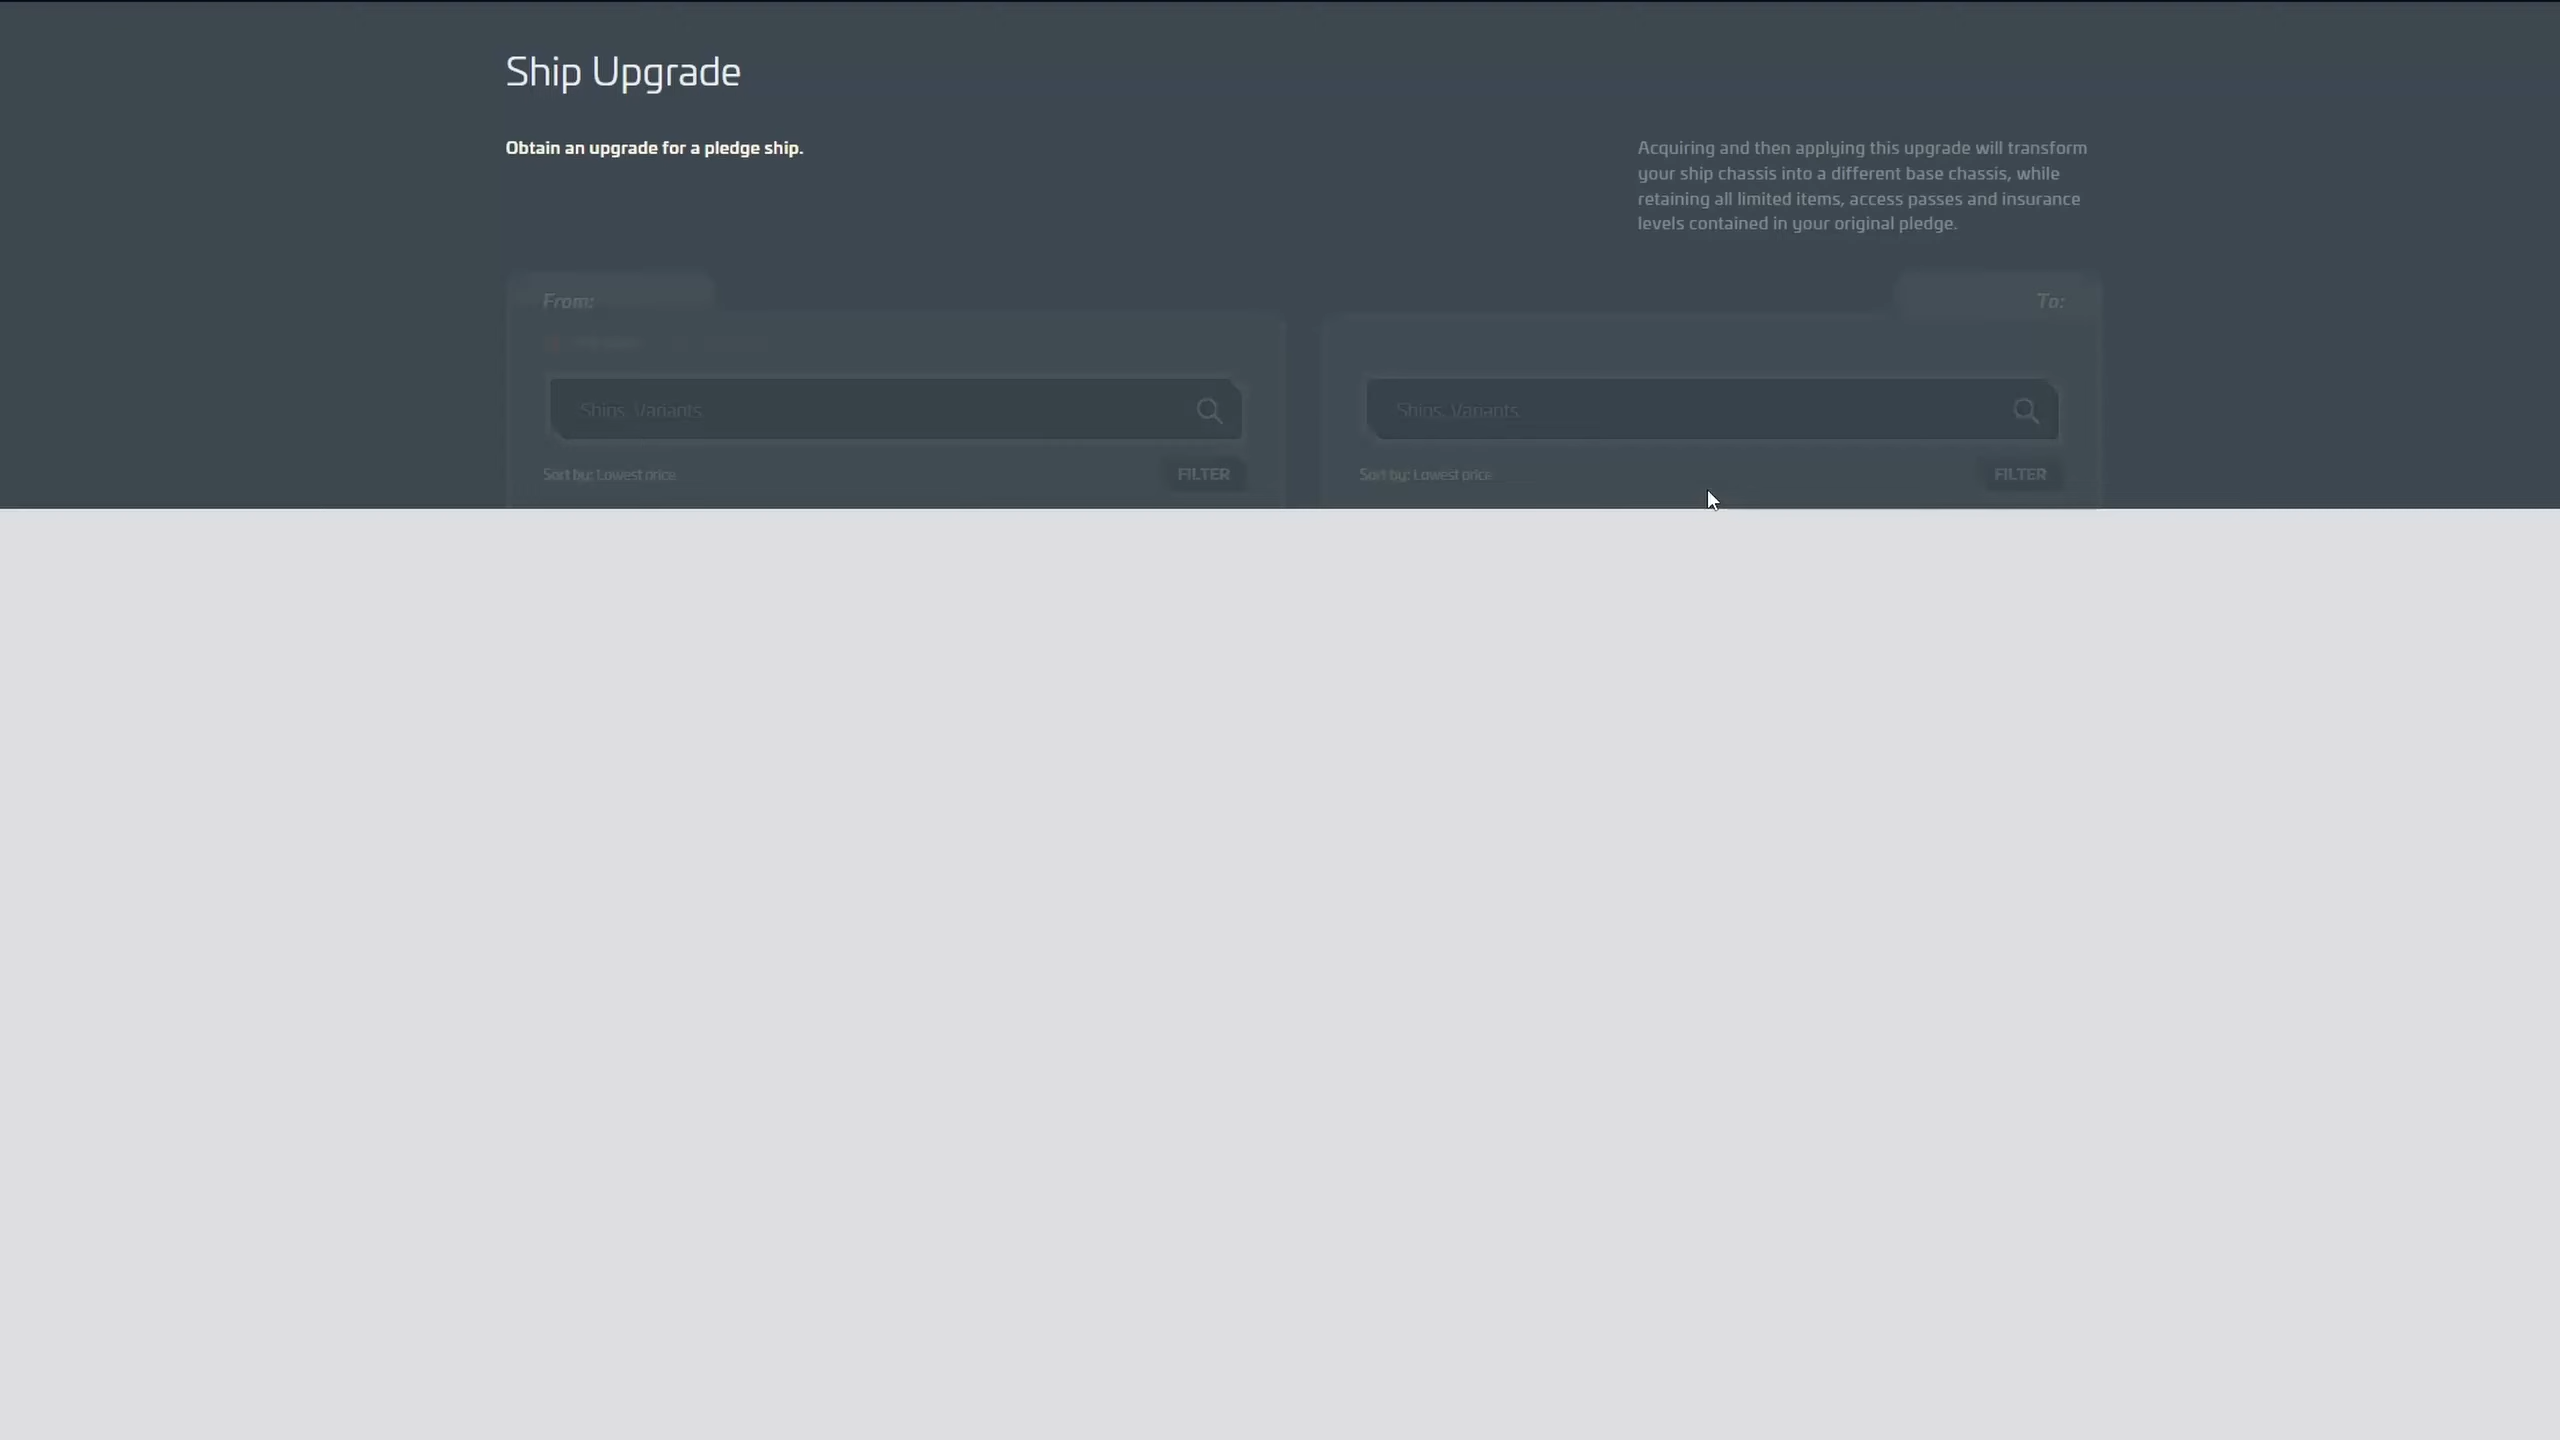 Ship Upgrade
Obtain an upgrade for a pledge ship.
Acquiring and then applying this upgrade will transform
your ship chassis into a different base chassis, while
retaining all limited items, access passes and insurance
levels contained in your original pledge.
From:
To:
Ships, Variants
Ships, Variants
Sort by: Lowest price
FILTER
Sort by: Lowest price
FILTER